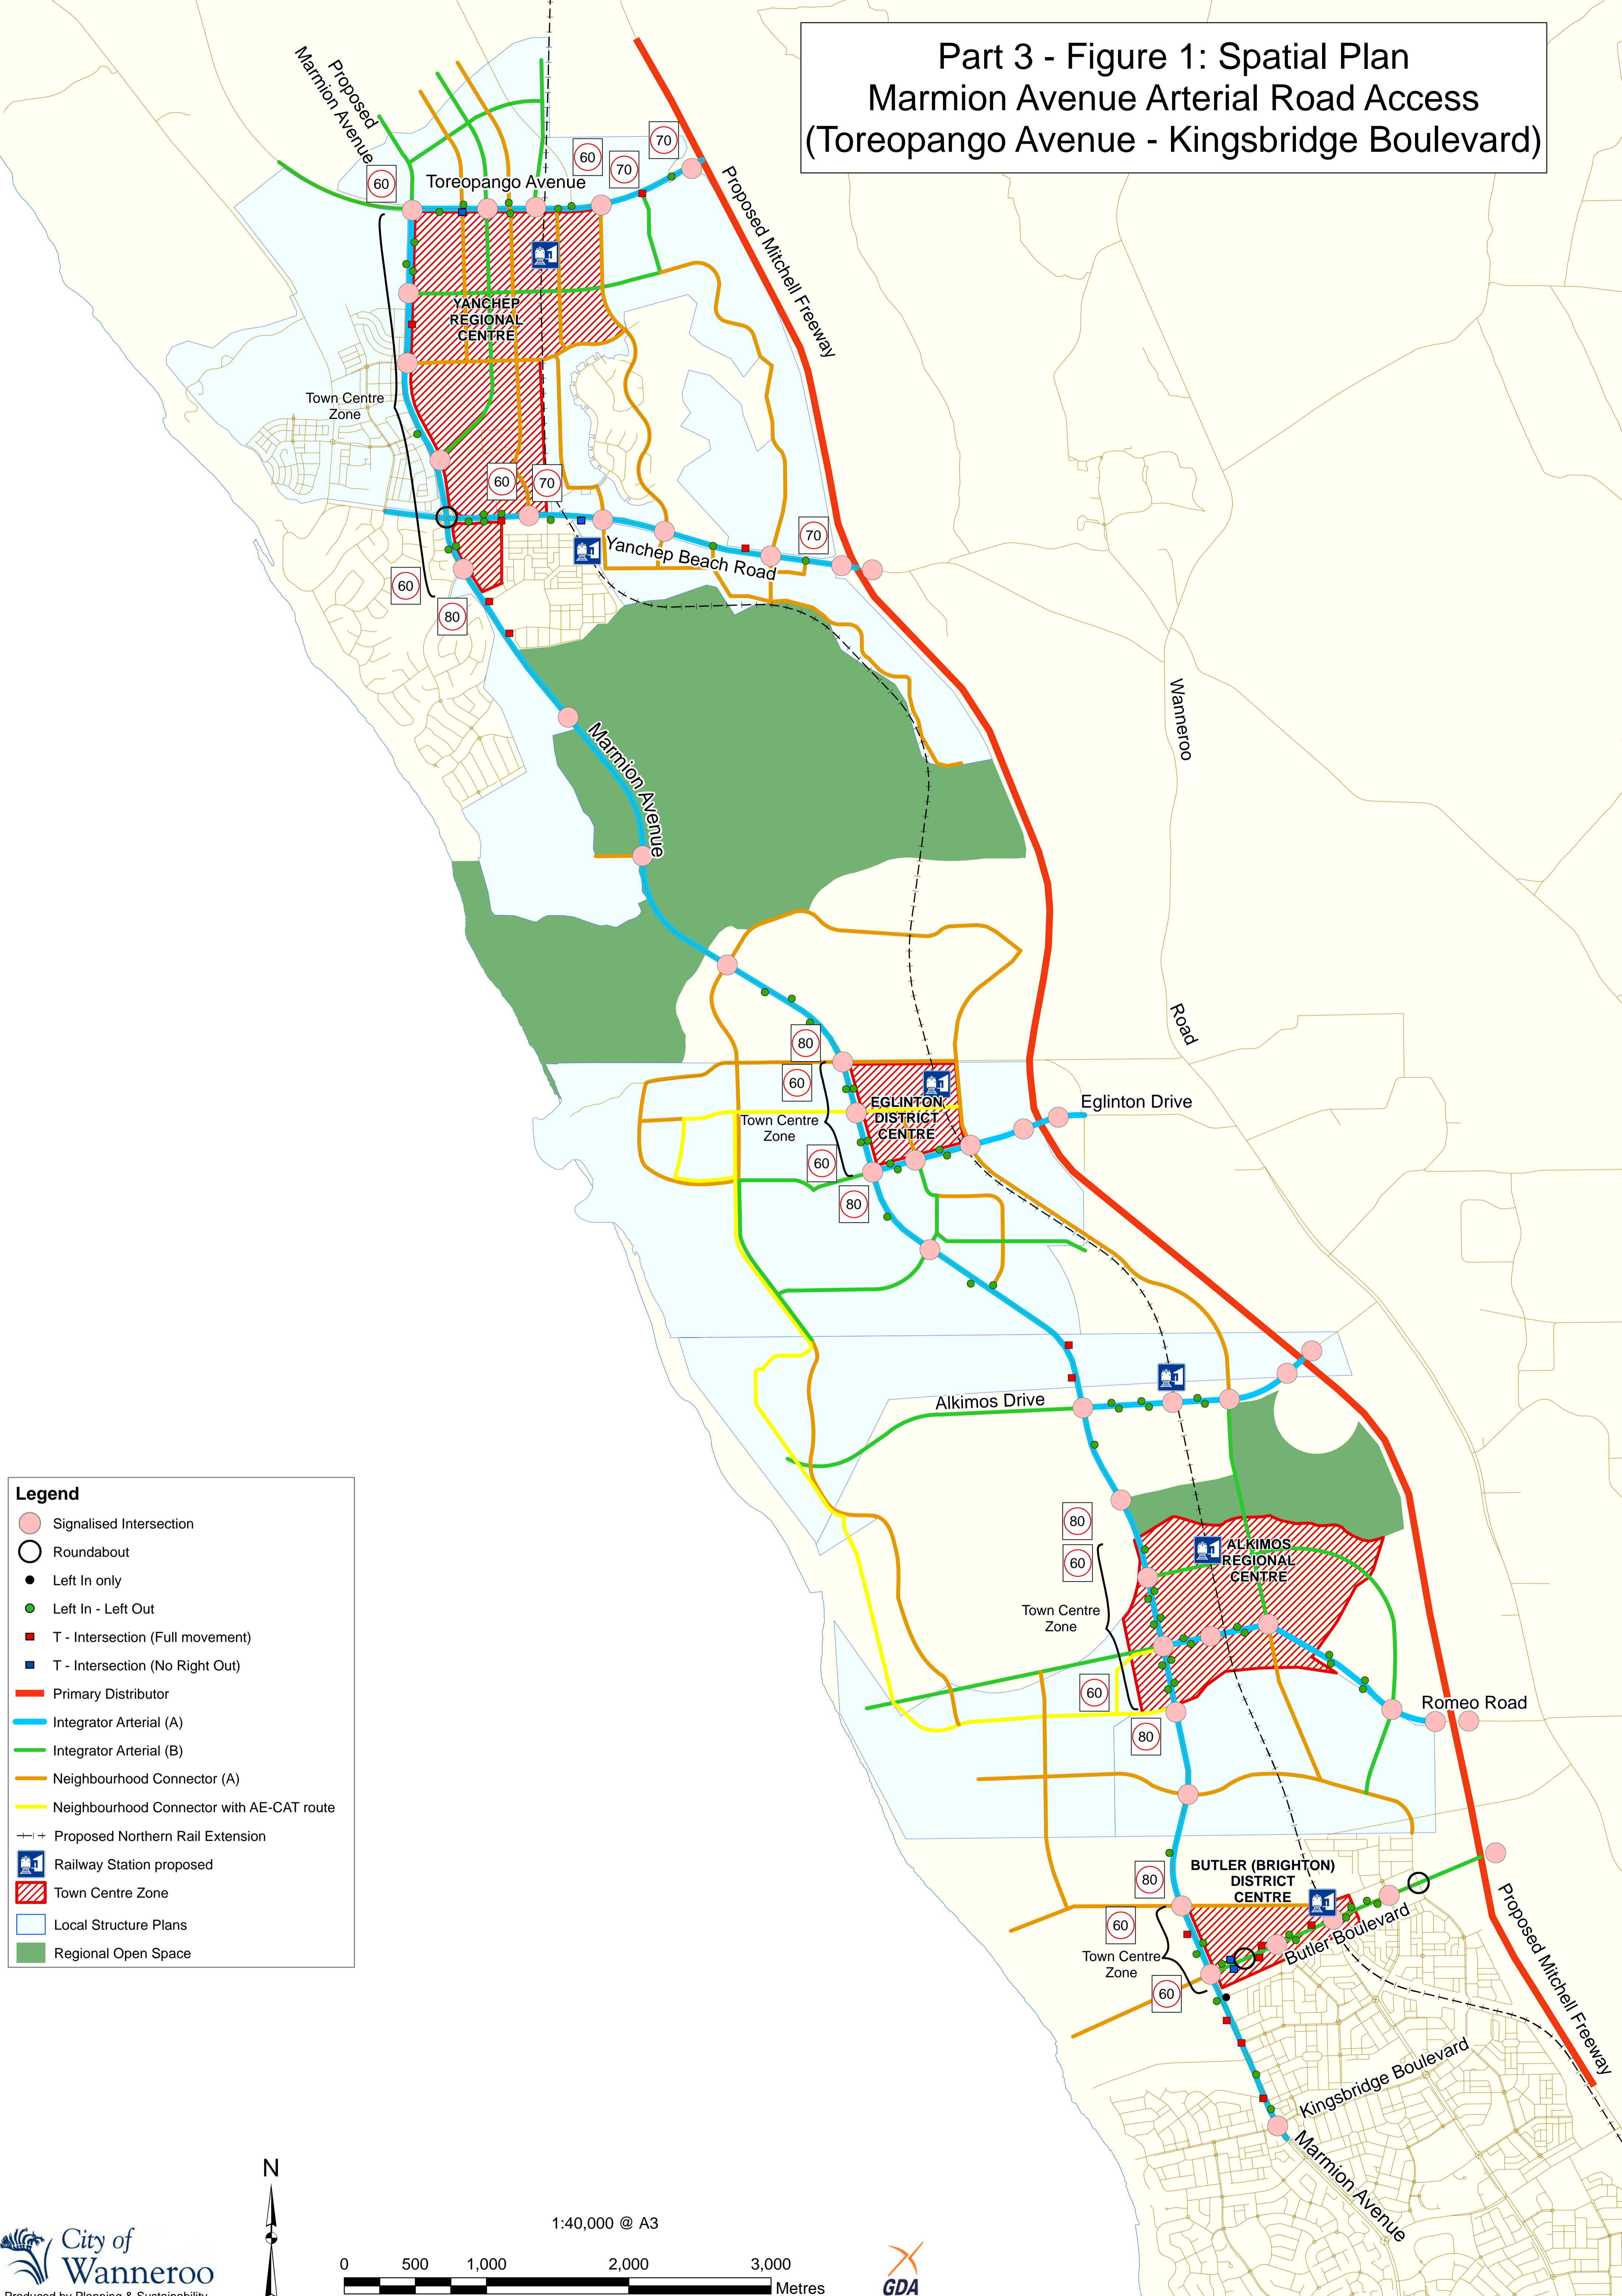 Part 3 - Figure 1: Spatial Plan
Marmion Avenue Arterial Road Access
(Toreopango Avenue - Kingsbridge Boulevard)
Proposed
Marmion Avenue
60
70
60
70
60
Toreopango Avenue
Proposed Mitchell Freeway
YANCHEP
REGIONAL
CENTRE
Town Centre
Zone
60
70
70
Yanchep Beach Road
60
80
Marmion Avenue
Wanneroo
Road
80
60
EGLINTON
DISTRICT
CENTRE
Town Centre
Zone
Eglinton Drive
60
80
Alkimos Drive
80
60
ALKIMOS
REGIONAL
CENTRE
Town Centre
Zone
60
Romeo Road
80
BUTLER (BRIGHTON)
DISTRICT
CENTRE
80
60
Town Centre
Zone
Butler Boulevard
60
Proposed Mitchell Freeway
Kingsbridge Boulevard
Marmion Avenue
Legend
Signalised Intersection
Roundabout
Left In only
Left In - Left Out
T - Intersection (Full movement)
T - Intersection (No Right Out)
Primary Distributor
Integrator Arterial (A)
Integrator Arterial (B)
Neighbourhood Connector (A)
Neighbourhood Connector with AE-CAT route
Proposed Northern Rail Extension
Railway Station proposed
Town Centre Zone
Local Structure Plans
Regional Open Space
N
1:40,000 @ A3
0 500 1,000 2,000 3,000
Metres
City of
Wanneroo
Produced by Planning & Sustainability
GDA